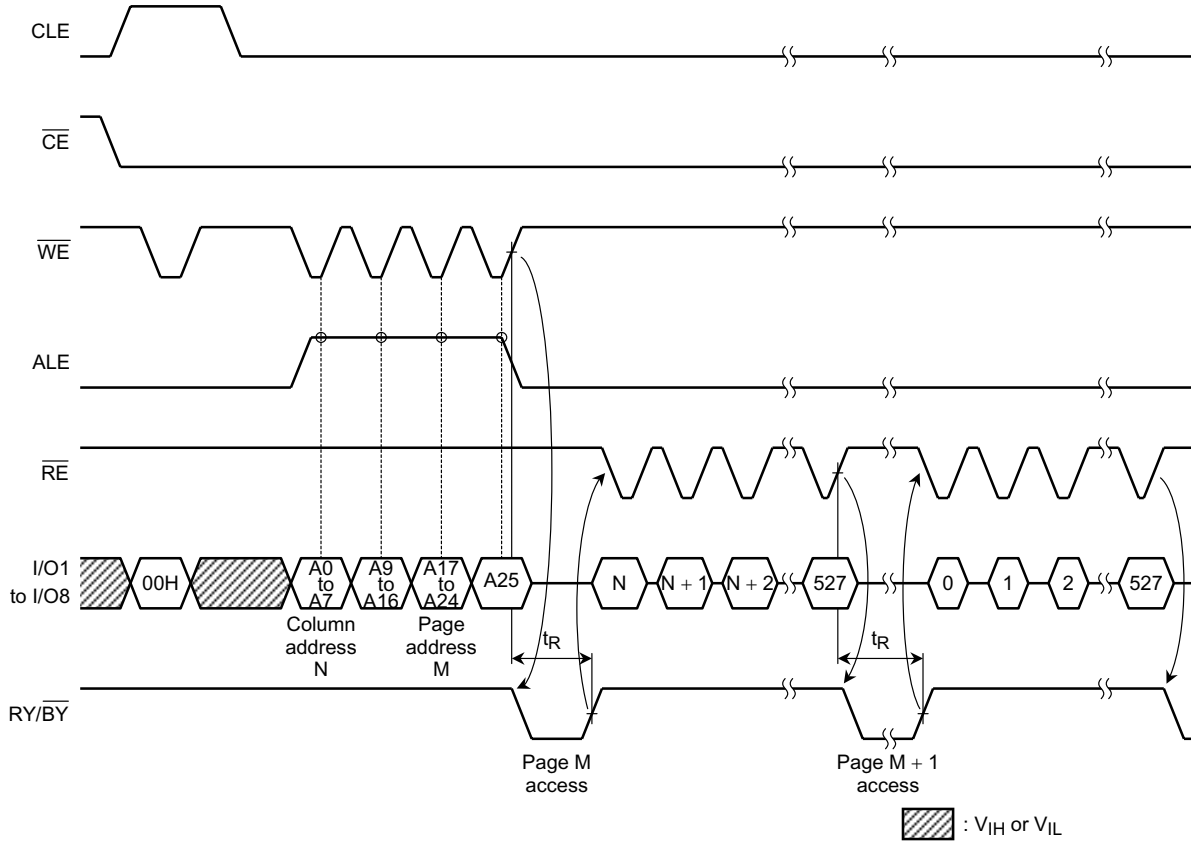 CLE
CE
WE
ALE
RE
I/O1
to I/O8
00H
A0
to
A7
A9
to
A16
A17
to
A24
A25
N
N + 1
N + 2
527
0
1
2
527
Column
address
N
Page
address
M
tR
tR
RY/BY
Page M
access
Page M + 1
access
: VIH or VIL